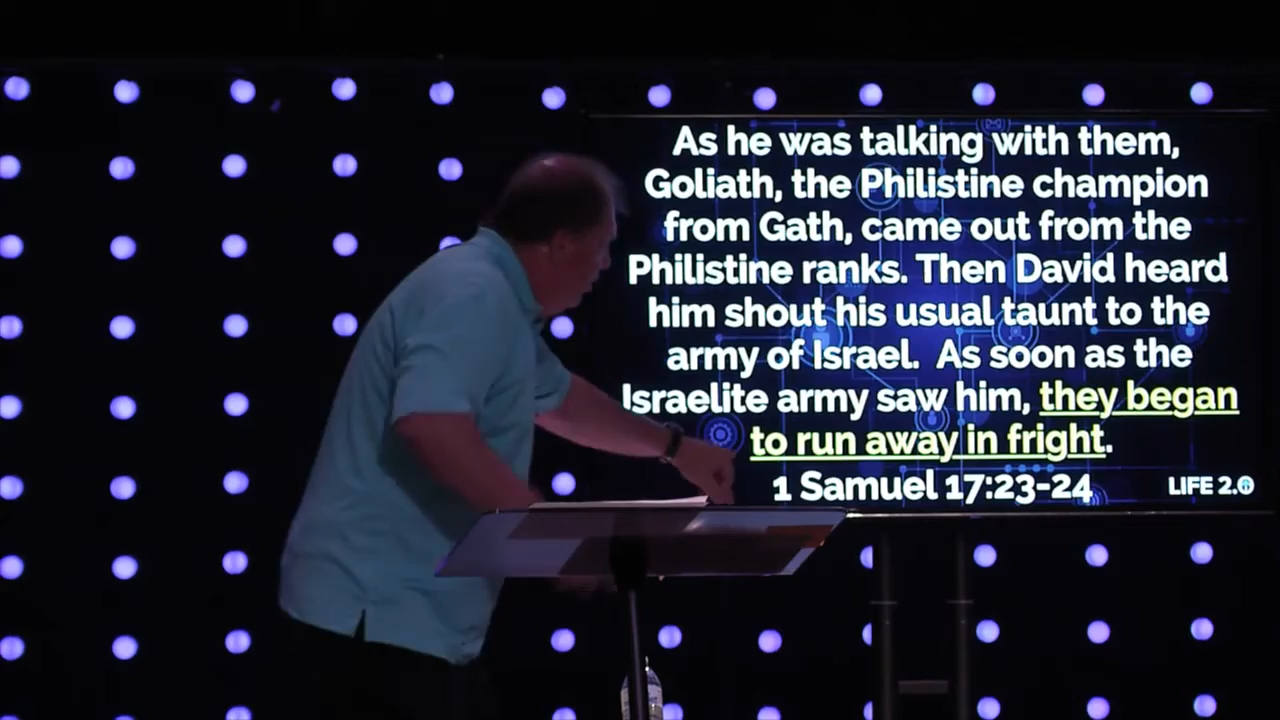 As he was talking with them,
Goliath, the Philistine champion
from Gath, came out from the
Philistine ranks. Then David heard
him shout his usual taunt to the
army of Israel.  As soon as the
Israelite army saw him, they began
to run away in fright.
1 Samuel 17:23-24
LIFE 2.0